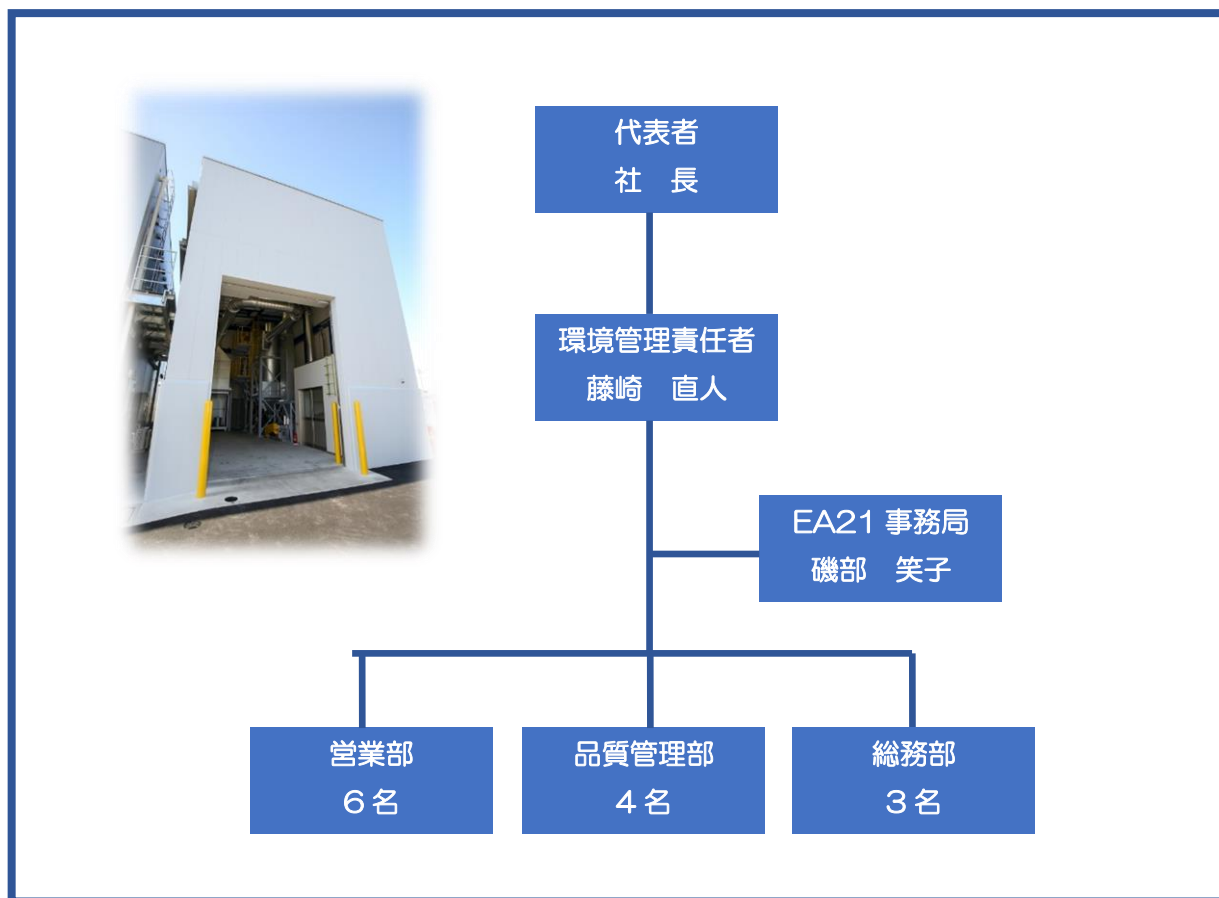 代表者
社　長
環境管理責任者
藤崎　直人
EA21 事務局
磯部　笑子
営業部
6名
品質管理部
4名
総務部
3名